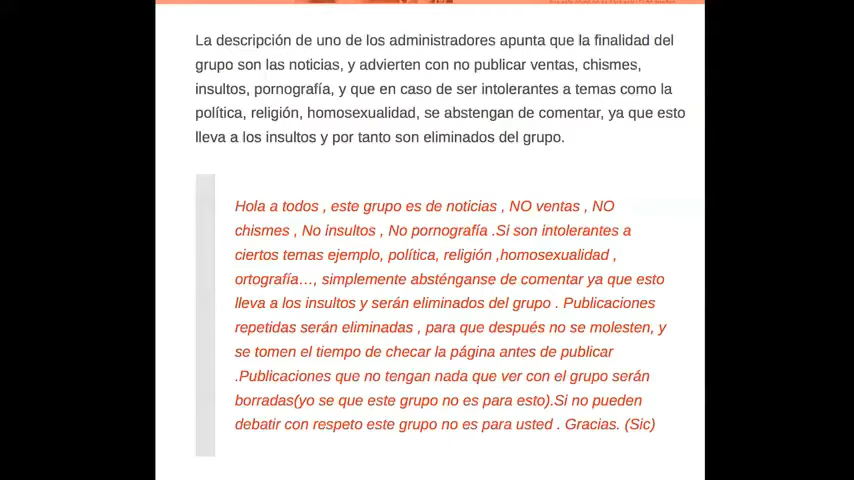 La descripción de uno de los administradores apunta que la finalidad del
grupo son las noticias, y advierten con no publicar ventas, chismes,
insultos, pornografía, y que en caso de ser intolerantes a temas como la
política, religión, homosexualidad, se abstengan de comentar, ya que esto
lleva a los insultos y por tanto son eliminados del grupo.
Hola a todos , este grupo es de noticias , NO ventas , NO
chismes , No insultos , No pornografía .Si son intolerantes a
ciertos temas ejemplo, política, religión ,homosexualidad ,
ortografía…, simplemente absténganse de comentar ya que esto
lleva a los insultos y serán eliminados del grupo . Publicaciones
repetidas serán eliminadas , para que después no se molesten, y
se tomen el tiempo de checar la página antes de publicar
.Publicaciones que no tengan nada que ver con el grupo serán
borradas(yo se que este grupo no es para esto).Si no pueden
debatir con respeto este grupo no es para usted . Gracias. (Sic)